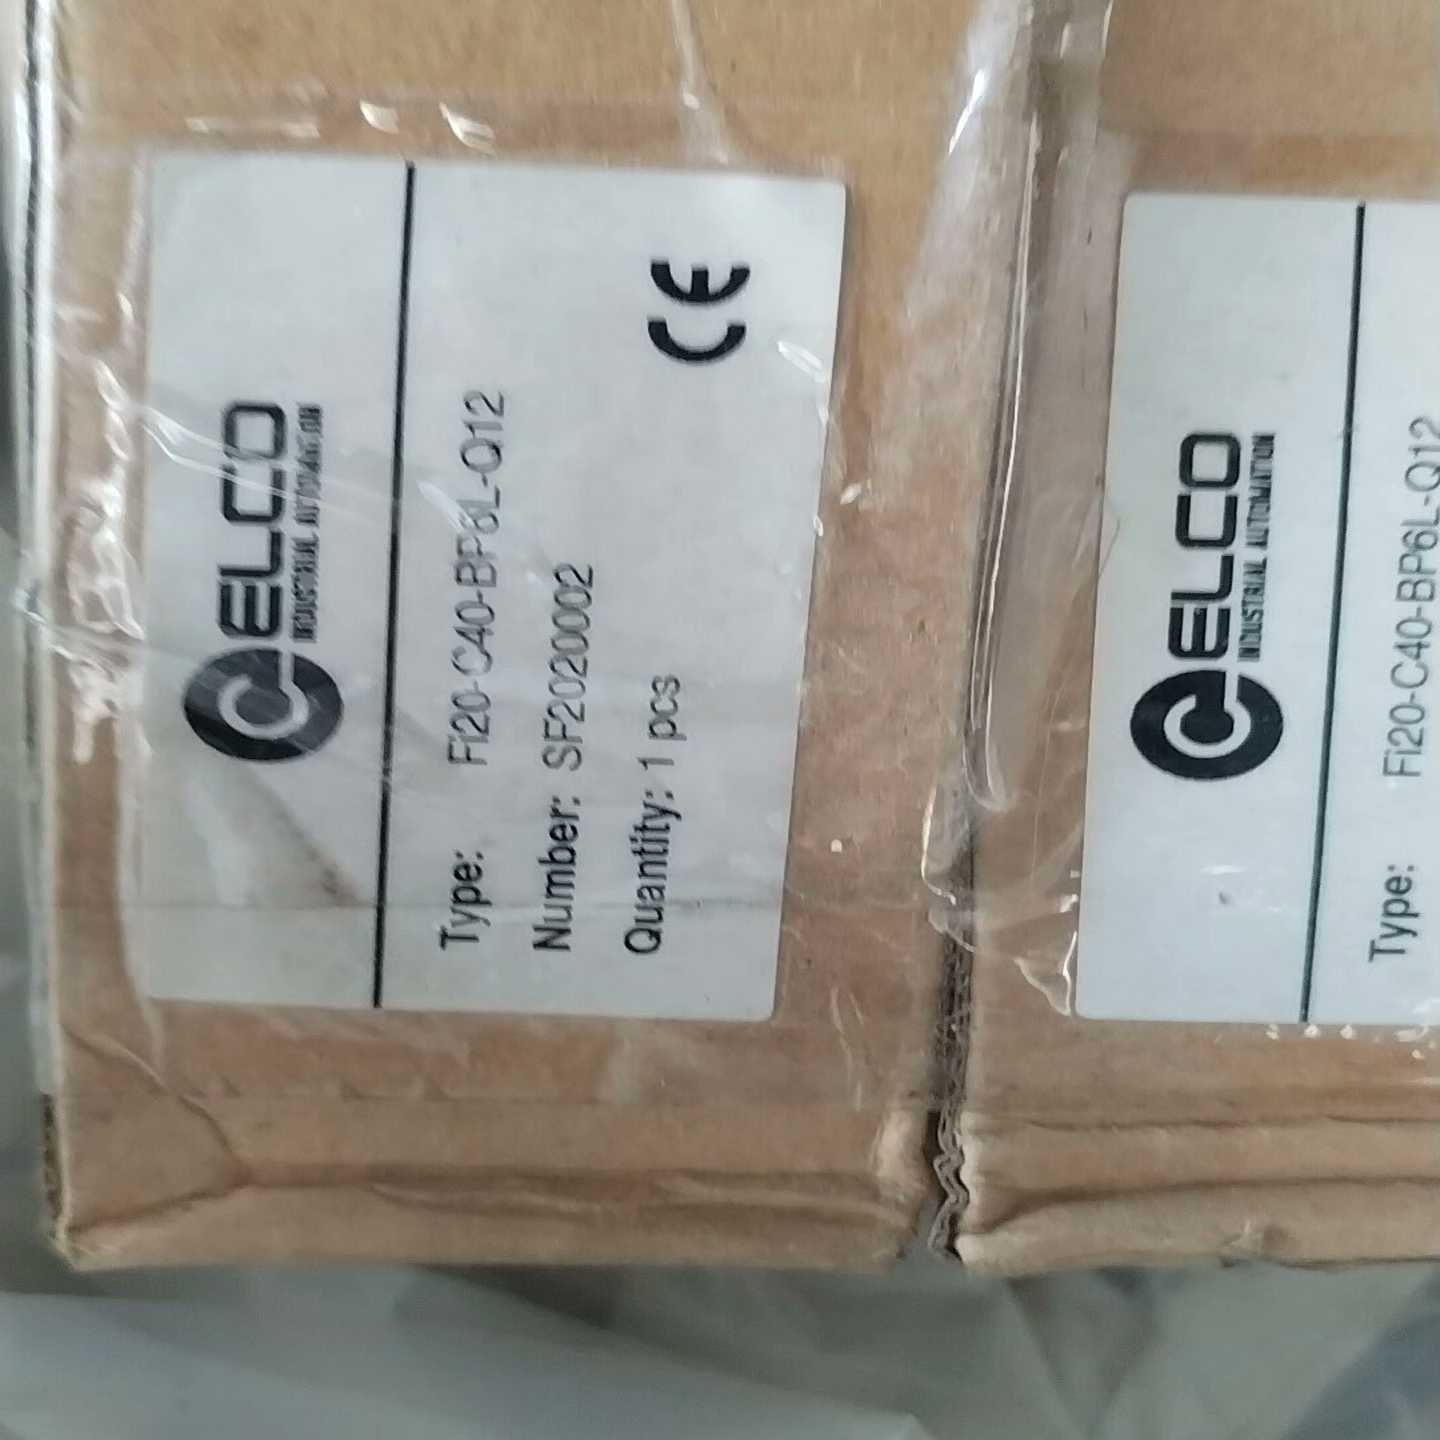 ELCO
INDUSTRIAL AUTOMATION
Type: Fi20-C40-BP6L-Q12
Number: SF2020002
Quantity: 1 pcs
CE
ELCO
INDUSTRIAL AUTOMATION
Type: Fi20-C40-BP6L-Q12